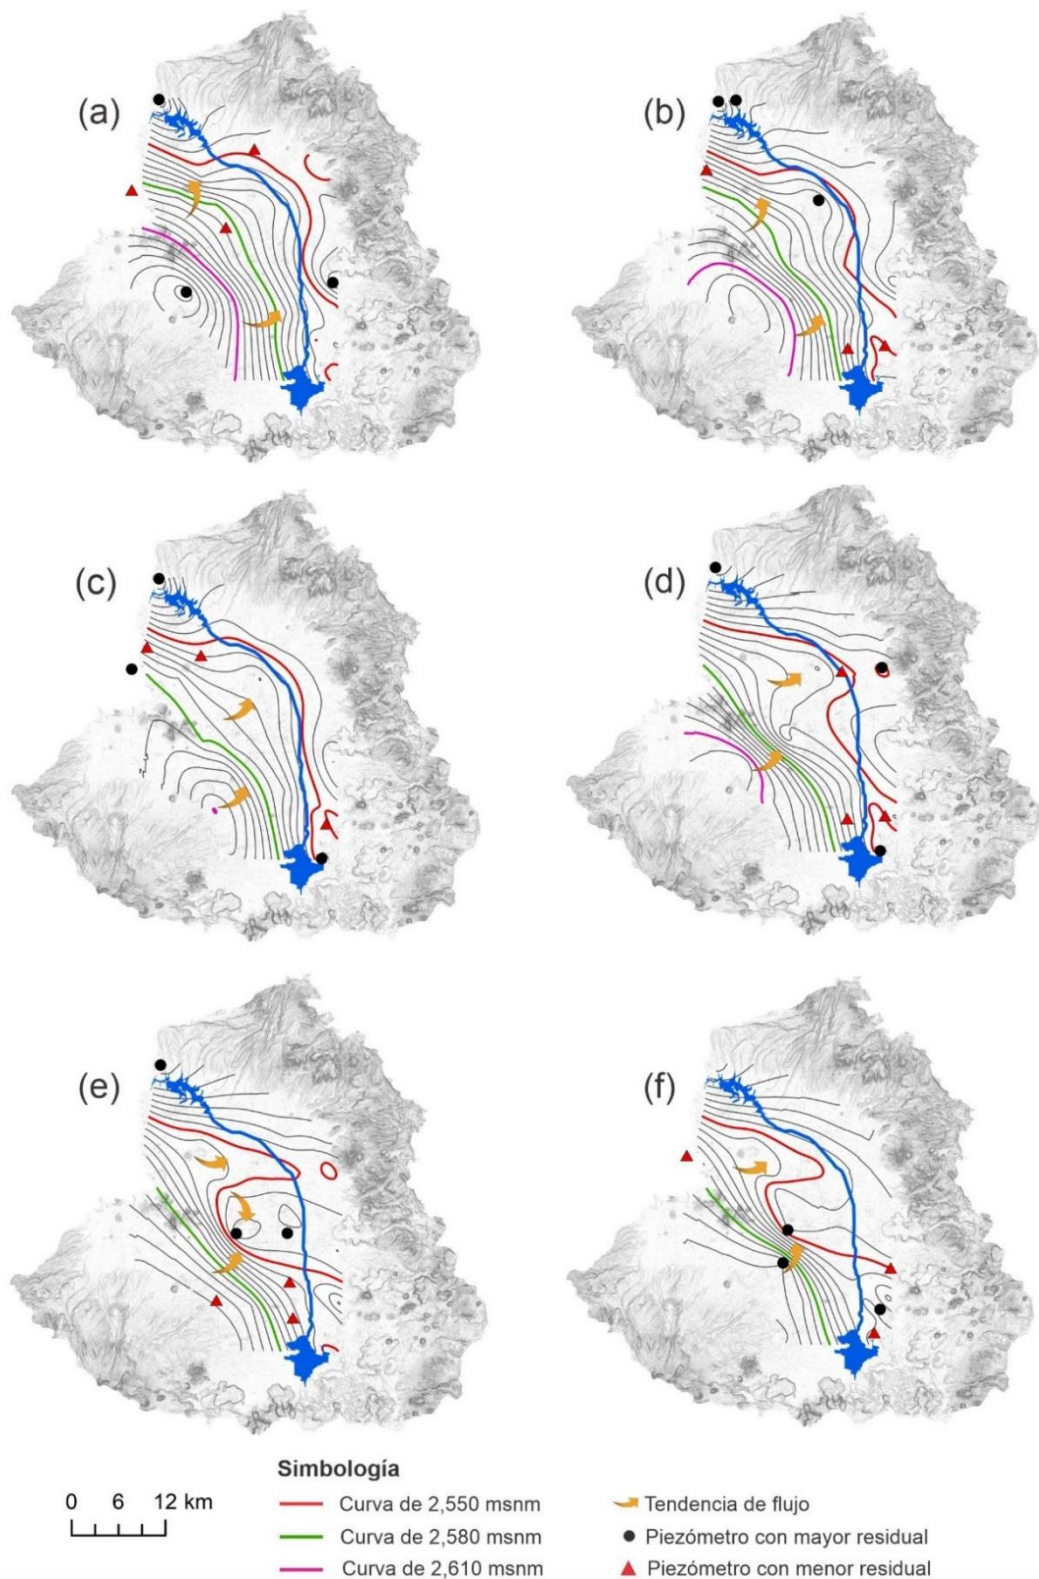 (a)
(b)
(c)
(d)
(e)
(f)
Simbología
0 6 12 km
Curva de 2,550 msnm
Curva de 2,580 msnm
Curva de 2,610 msnm
Tendencia de flujo
Piezómetro con mayor residual
Piezómetro con menor residual